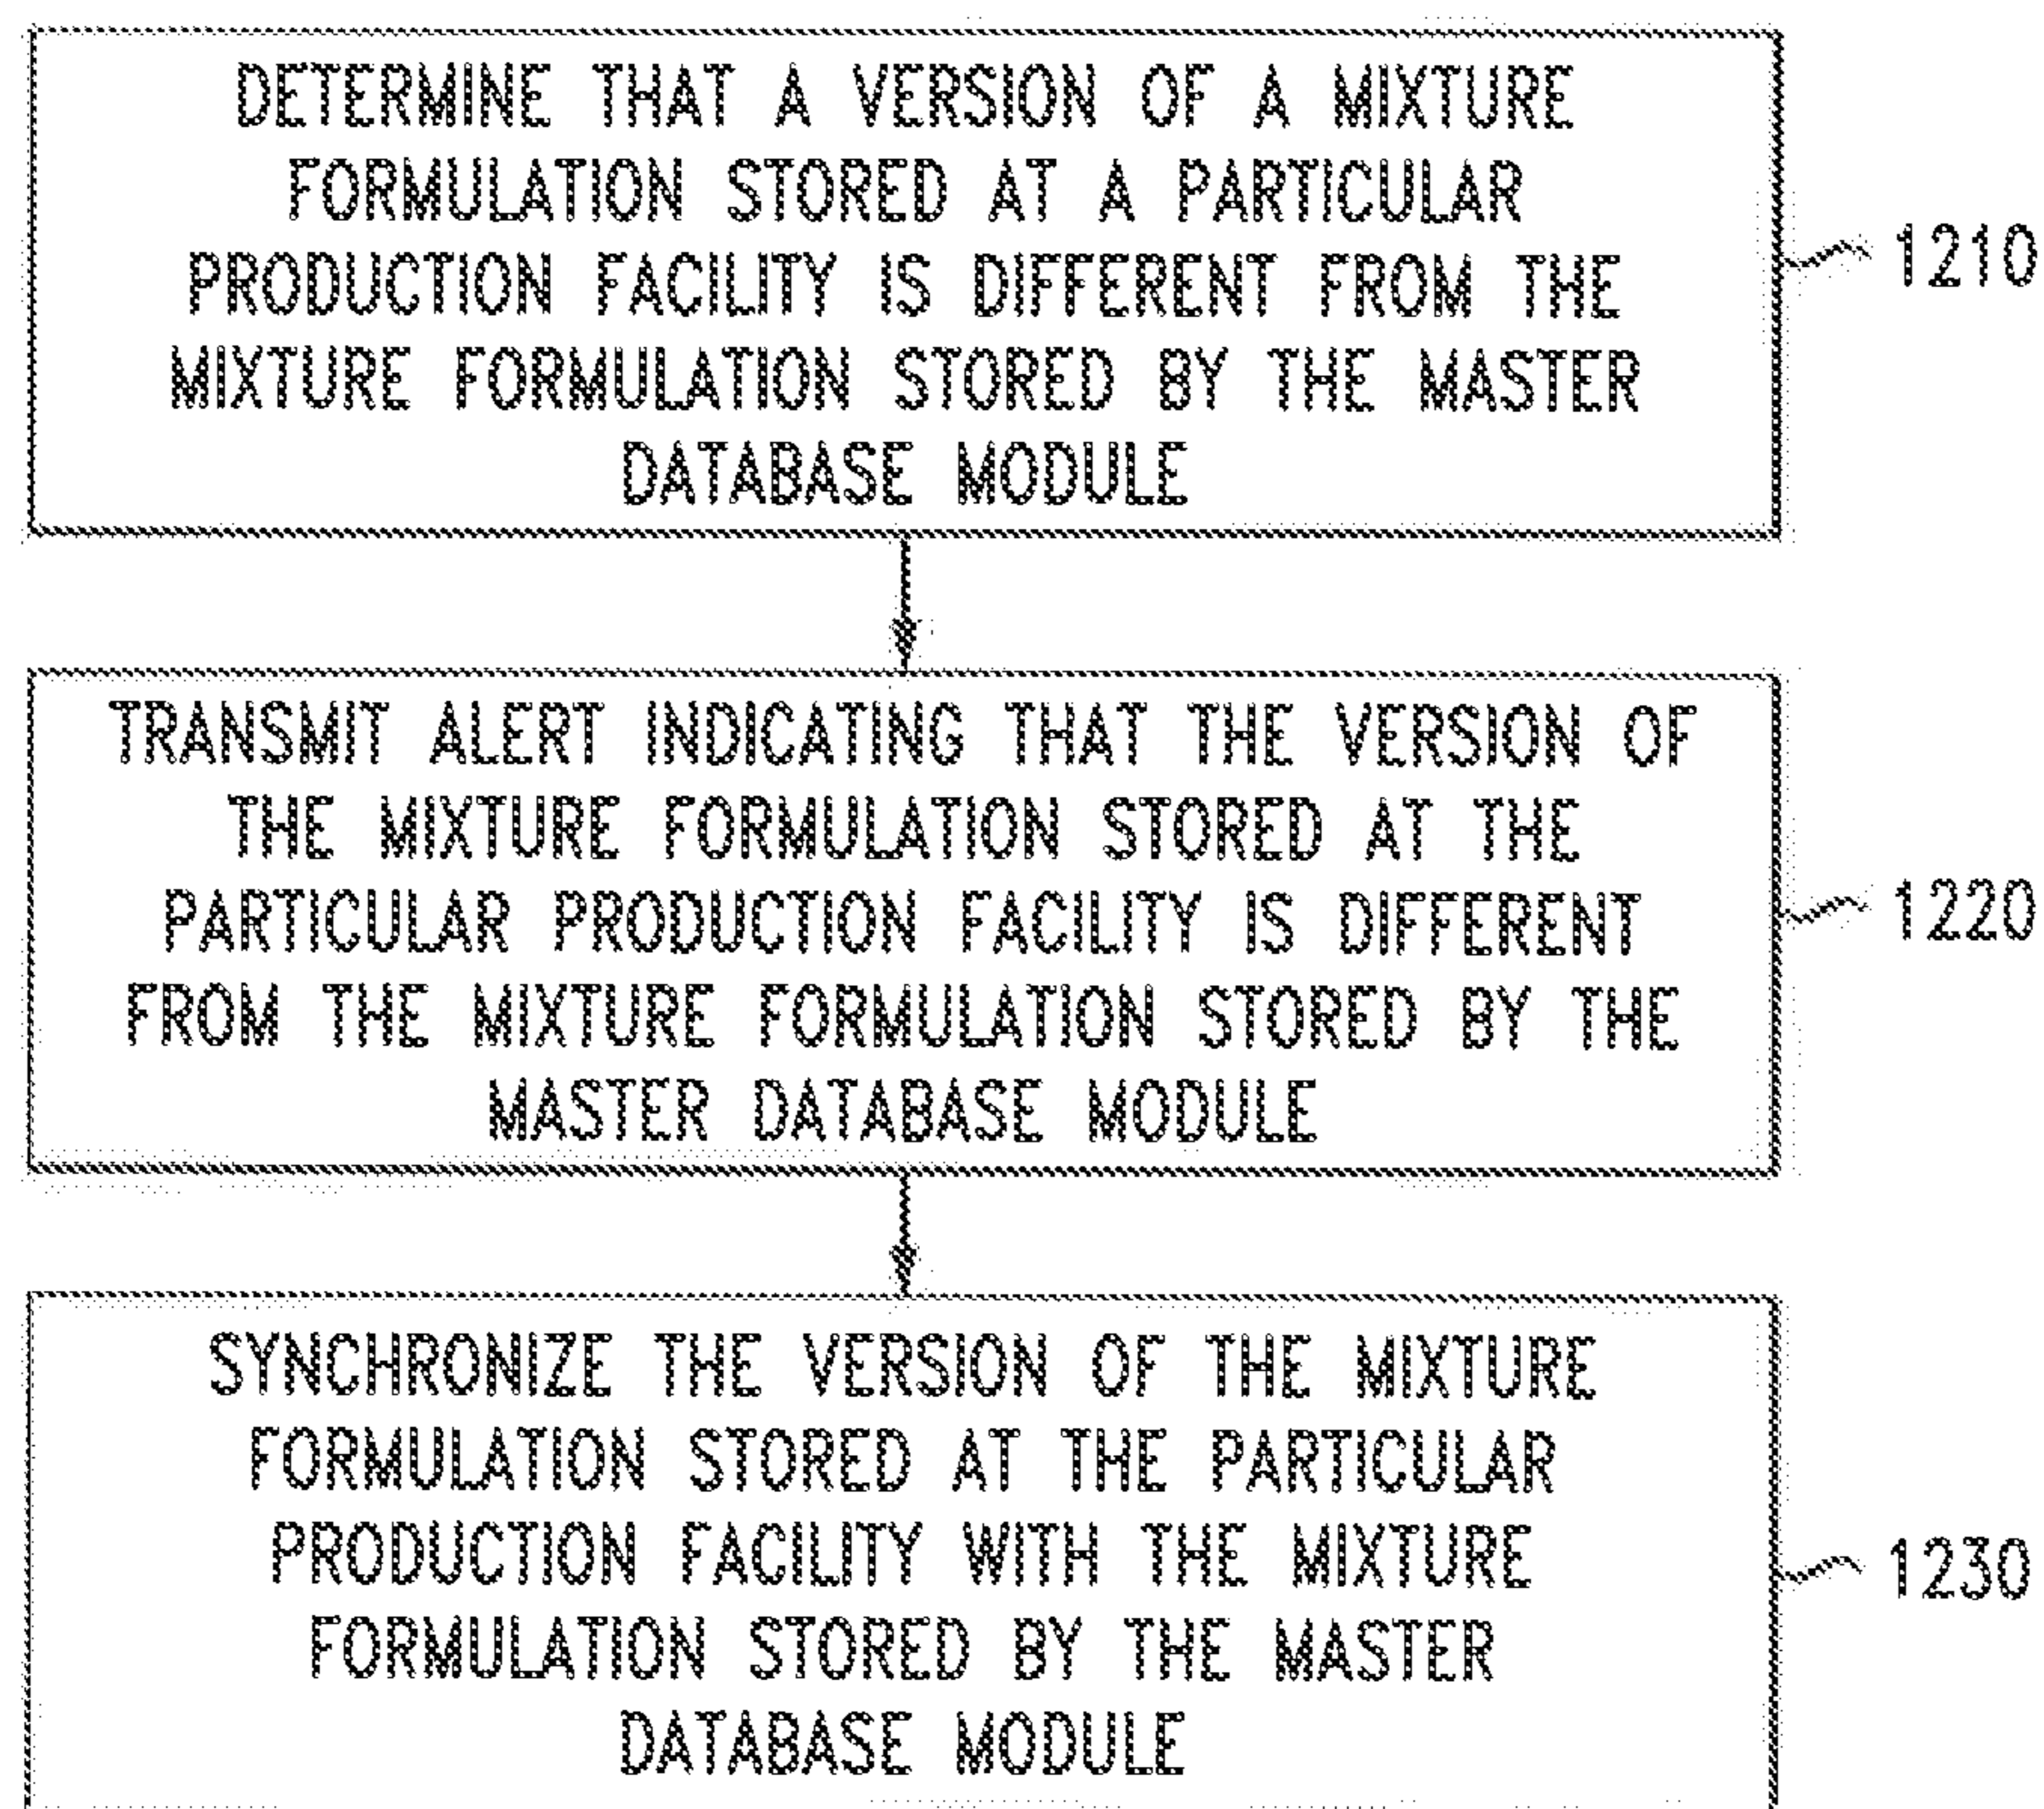 DETERMINE THAT A VERSION OF A MIXTURE
FORMULATION STORED AT A PARTICULAR
PRODUCTION FACILITY IS DIFFERENT FROM THE
MIXTURE FORMULATION STORED BY THE MASTER
DATABASE MODULE
1210
TRANSMIT ALERT INDICATING THAT THE VERSION OF
THE MIXTURE FORMULATION STORED AT THE
PARTICULAR PRODUCTION FACILITY IS DIFFERENT
FROM THE MIXTURE FORMULATION STORED BY THE
MASTER DATABASE MODULE
1220
SYNCHRONIZE THE VERSION OF THE MIXTURE
FORMULATION STORED AT THE PARTICULAR
PRODUCTION FACILITY WITH THE MIXTURE
FORMULATION STORED BY THE MASTER
DATABASE MODULE
1230